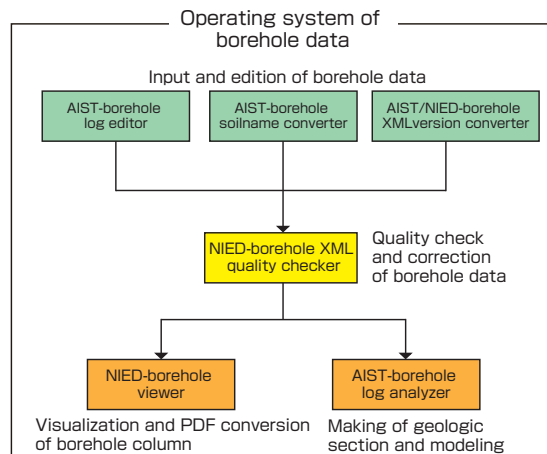 Operating system of
borehole data
Input and edition of borehole data
AIST-borehole
log editor
AIST-borehole
soilname converter
AIST/NIED-borehole
XMLversion converter
NIED-borehole XML
quality checker
Quality check
and correction
of borehole data
NIED-borehole
viewer
AIST-borehole
log analyzer
Visualization and PDF conversion
of borehole column
Making of geologic
section and modeling